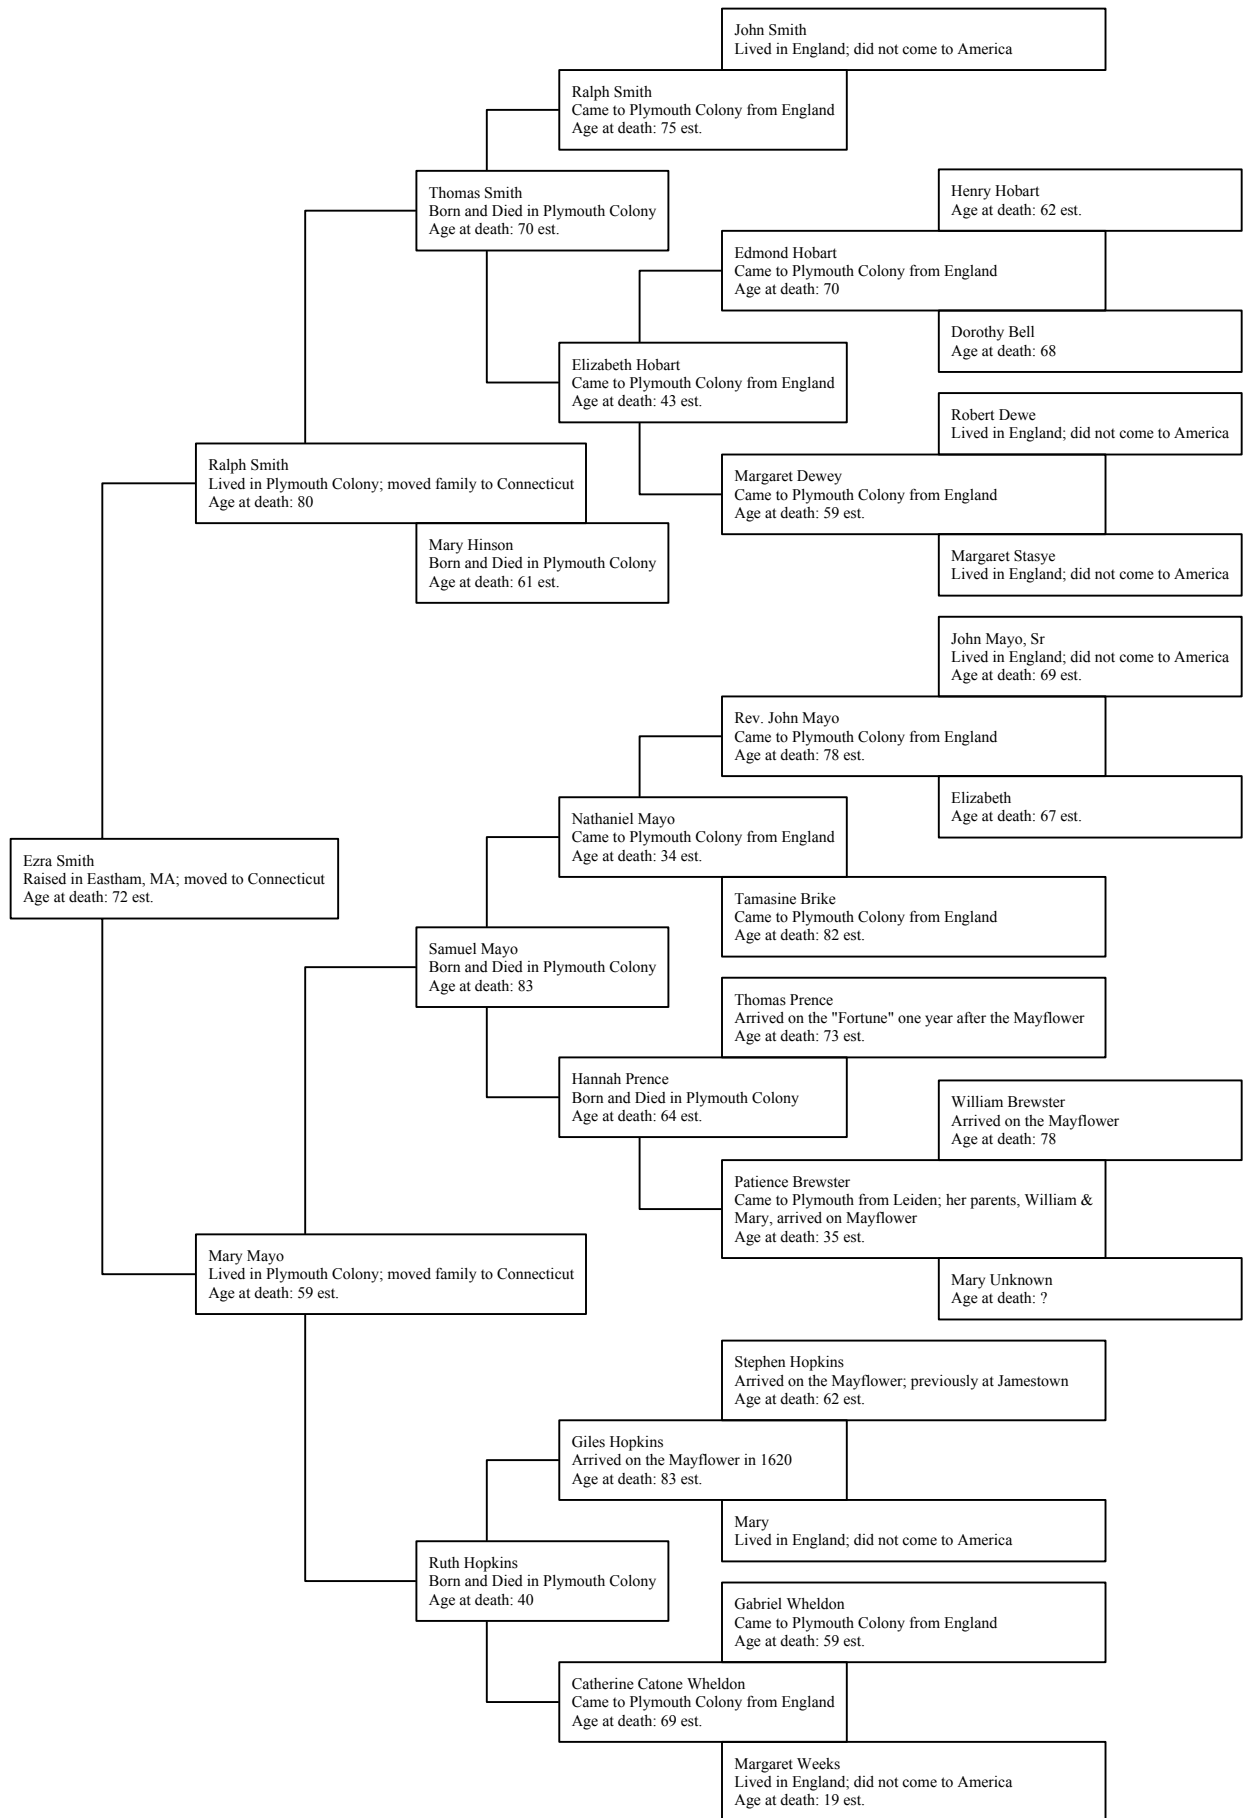 John Smith
Lived in England; did not come to America
Ralph Smith
Came to Plymouth Colony from England
Age at death: 75 est.
Thomas Smith
Born and Died in Plymouth Colony
Age at death: 70 est.
Henry Hobart
Age at death: 62 est.
Edmond Hobart
Came to Plymouth Colony from England
Age at death: 70
Dorothy Bell
Age at death: 68
Elizabeth Hobart
Came to Plymouth Colony from England
Age at death: 43 est.
Robert Dewe
Lived in England; did not come to America
Margaret Dewey
Came to Plymouth Colony from England
Age at death: 59 est.
Margaret Stasye
Lived in England; did not come to America
Ralph Smith
Lived in Plymouth Colony; moved family to Connecticut
Age at death: 80
Mary Hinson
Born and Died in Plymouth Colony
Age at death: 61 est.
John Mayo, Sr
Lived in England; did not come to America
Age at death: 69 est.
Rev. John Mayo
Came to Plymouth Colony from England
Age at death: 78 est.
Elizabeth
Age at death: 67 est.
Nathaniel Mayo
Came to Plymouth Colony from England
Age at death: 34 est.
Ezra Smith
Raised in Eastham, MA; moved to Connecticut
Age at death: 72 est.
Tamasine Brike
Came to Plymouth Colony from England
Age at death: 82 est.
Samuel Mayo
Born and Died in Plymouth Colony
Age at death: 83
Thomas Prence
Arrived on the "Fortune" one year after the Mayflower
Age at death: 73 est.
Hannah Prence
Born and Died in Plymouth Colony
Age at death: 64 est.
William Brewster
Arrived on the Mayflower
Age at death: 78
Patience Brewster
Came to Plymouth from Leiden; her parents, William &
Mary, arrived on Mayflower
Age at death: 35 est.
Mary Unknown
Age at death: ?
Mary Mayo
Lived in Plymouth Colony; moved family to Connecticut
Age at death: 59 est.
Stephen Hopkins
Arrived on the Mayflower; previously at Jamestown
Age at death: 62 est.
Giles Hopkins
Arrived on the Mayflower in 1620
Age at death: 83 est.
Mary
Lived in England; did not come to America
Ruth Hopkins
Born and Died in Plymouth Colony
Age at death: 40
Gabriel Wheldon
Came to Plymouth Colony from England
Age at death: 59 est.
Catherine Catone Wheldon
Came to Plymouth Colony from England
Age at death: 69 est.
Margaret Weeks
Lived in England; did not come to America
Age at death: 19 est.